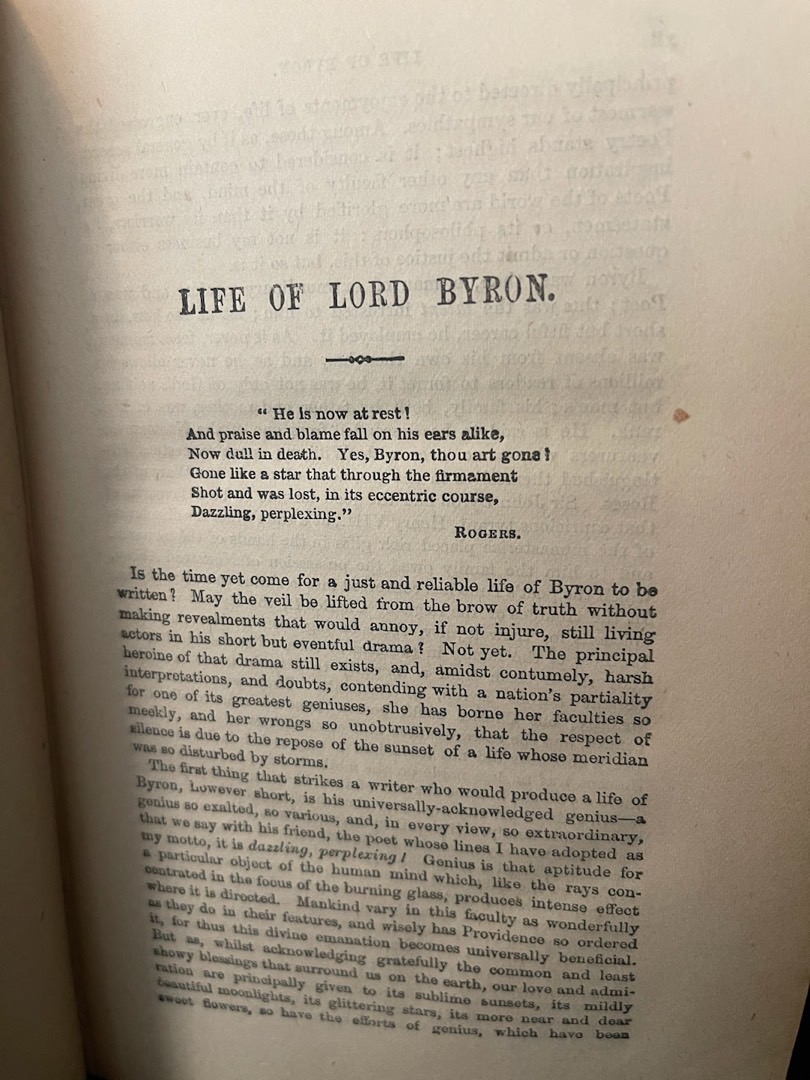 LIFE OF LORD BYRON.
“ He is now at rest!
And praise and blame fall on his ears alike,
Now dull in death. Yes, Byron, thou art gone!
Gone like a star that through the firmament
Shot and was lost, in its eccentric course,
Dazzling, perplexing.”
ROGERS.
Is the time yet come for a just and reliable life of Byron to be
written? May the veil be lifted from the brow of truth without
making revealments that would annoy, if not injure, still living
actors in his short but eventful drama? Not yet. The principal
heroine of that drama still exists, and, amidst contumely, harsh
interpretations, and doubts, contending with a nation's partiality
for one of its greatest geniuses, she has borne her faculties so
meekly, and her wrongs so unobtrusively, that the respect of
silence is due to the repose of the sunset of a life whose meridian
was so disturbed by storms.
The first thing that strikes a writer who would produce a life of
Byron, however short, is his universally-acknowledged genius—a
genius so exalted, so various, and, in every view, so extraordinary,
that we say with his friend, the poet whose lines I have adopted as
my motto, it is dazzling, perplexing! Genius is that aptitude for
a particular object of the human mind which, like the rays con-
centrated in the focus of the burning glass, produces intense effect
where it is directed. Mankind vary in this faculty as wonderfully
as they do in their features, and wisely has Providence so ordered
it, for thus this divine emanation becomes universally beneficial.
But as, whilst acknowledging gratefully the common and least
showy blessings that surround us on the earth, our love and admi-
ration are principally given to its sublime sunsets, its mildly
beautiful moonlights, its glittering stars, its more near and dear
sweet flowers, so have the efforts of genius, which have been